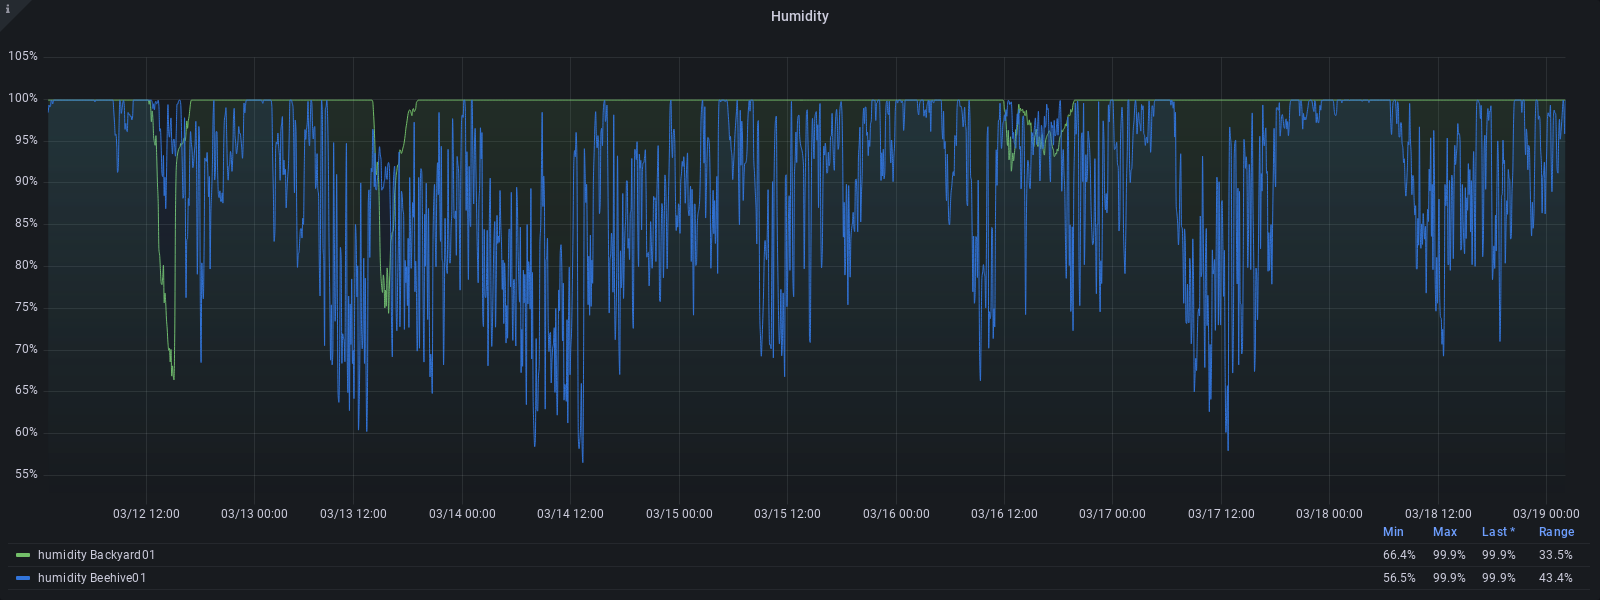 i
Humidity
105%
100%
95%
90%
85%
80%
75%
70%
65%
60%
55%
03/12 12:00 03/13 00:00 03/13 12:00 03/14 00:00 03/14 12:00 03/15 00:00 03/15 12:00 03/16 00:00 03/16 12:00 03/17 00:00 03/17 12:00 03/18 00:00 03/18 12:00 03/19 00:00
Min Max Last * Range
humidity Backyard01 66.4% 99.9% 99.9% 33.5%
humidity Beehive01 56.5% 99.9% 99.9% 43.4%